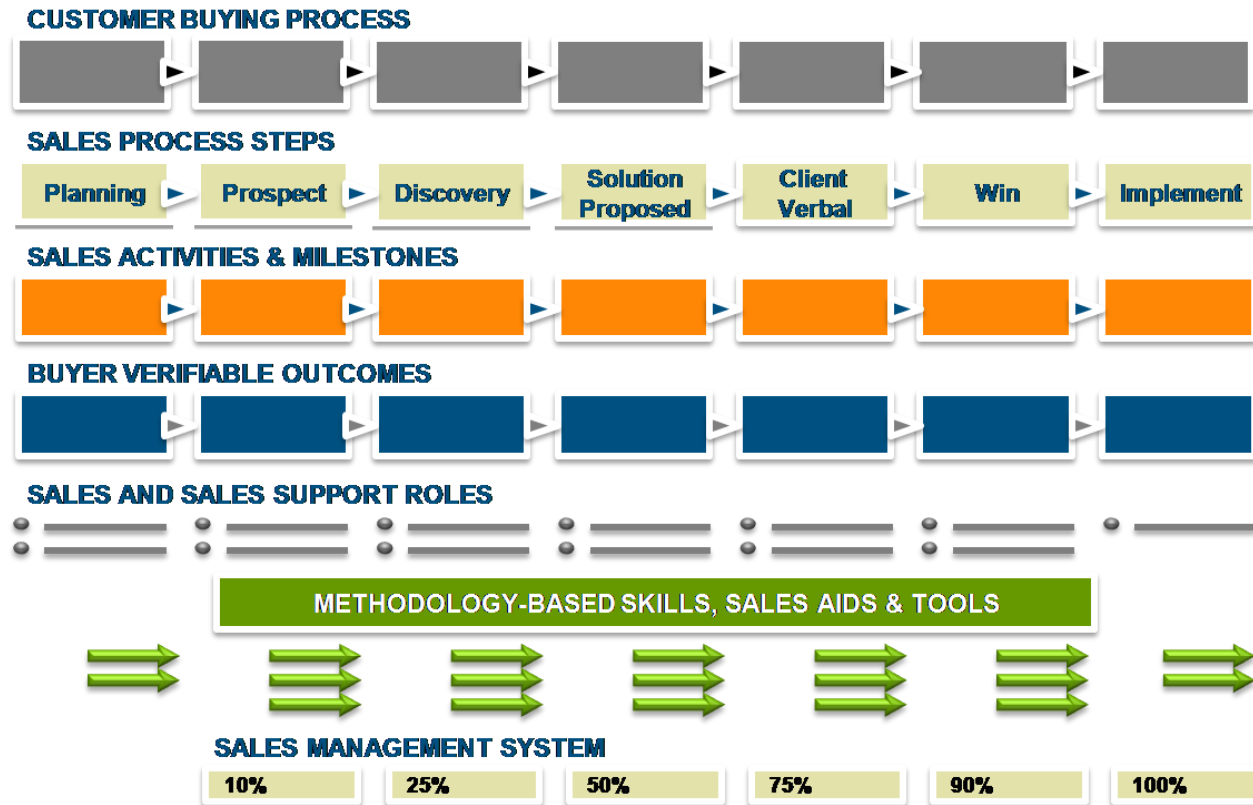 CUSTOMER BUYING PROCESS
SALES PROCESS STEPS
Planning
Prospect
Discovery
Solution
Proposed
Client
Verbal
Win
Implement
SALES ACTIVITIES & MILESTONES
BUYER VERIFIABLE OUTCOMES
SALES AND SALES SUPPORT ROLES
METHODOLOGY-BASED SKILLS, SALES AIDS & TOOLS
SALES MANAGEMENT SYSTEM
10%
25%
50%
75%
90%
100%